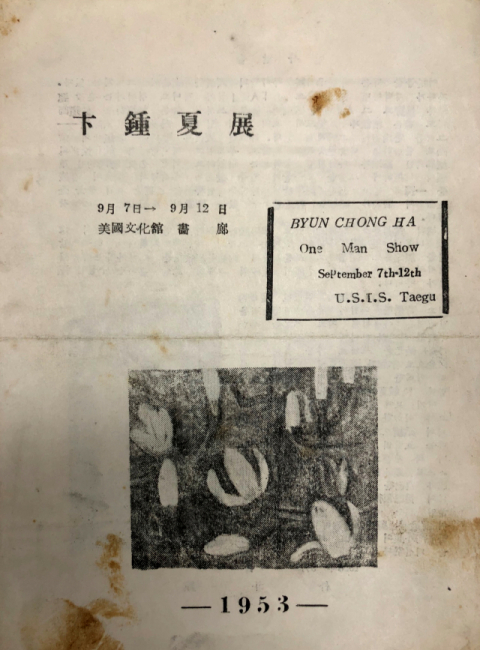 卞鍾夏展
9月 7日→ 9月 12日
美國文化館 畵廊
BYUN CHONG HA
One Man Show
September 7th-12th
U.S.I.S. Taegu
—1953—